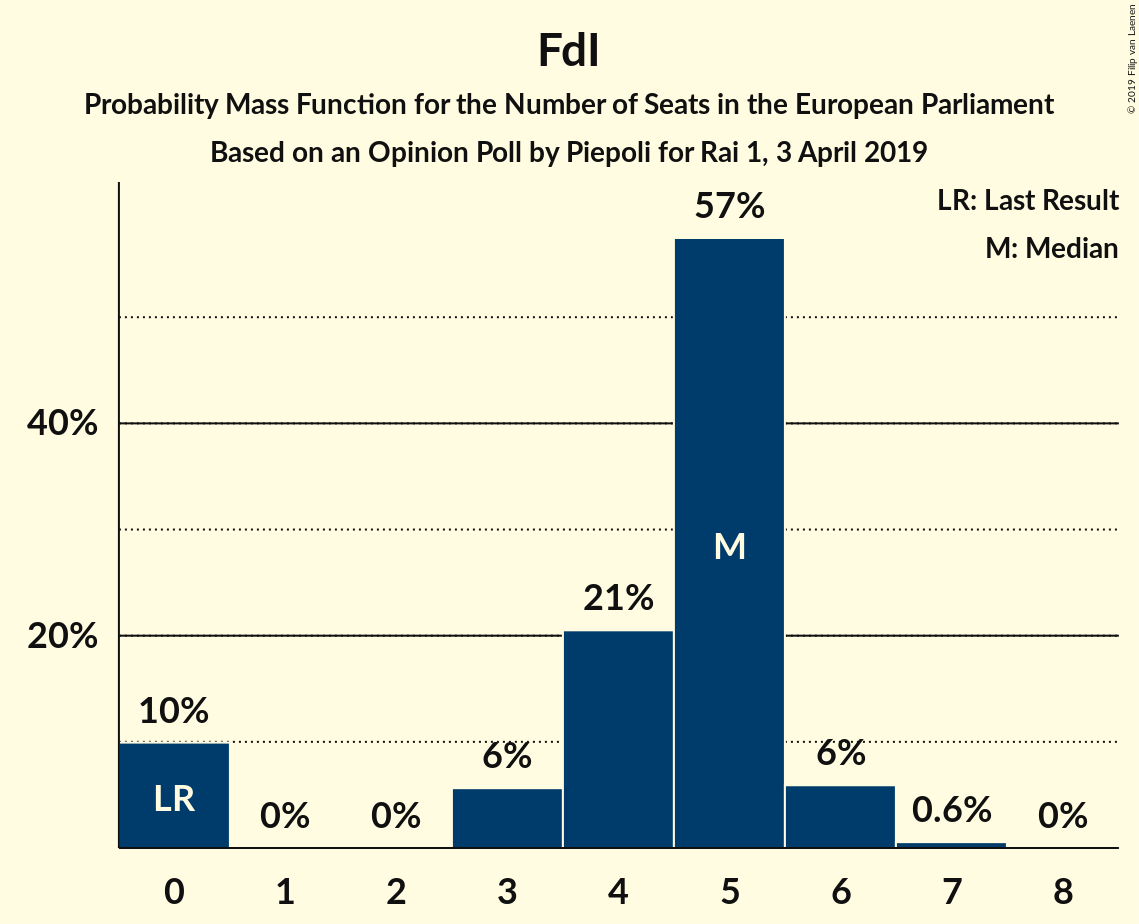 FdI
Probability Mass Function for the Number of Seats in the European Parliament
Based on an Opinion Poll by Piepoli for Rai 1, 3 April 2019
© 2019 Filip van Laenen
LR: Last Result
M: Median
57%
40%
M
21%
20%
10%
6%
6%
LR
0%
0%
0.6%
0%
0 1 2 3 4 5 6 7 8